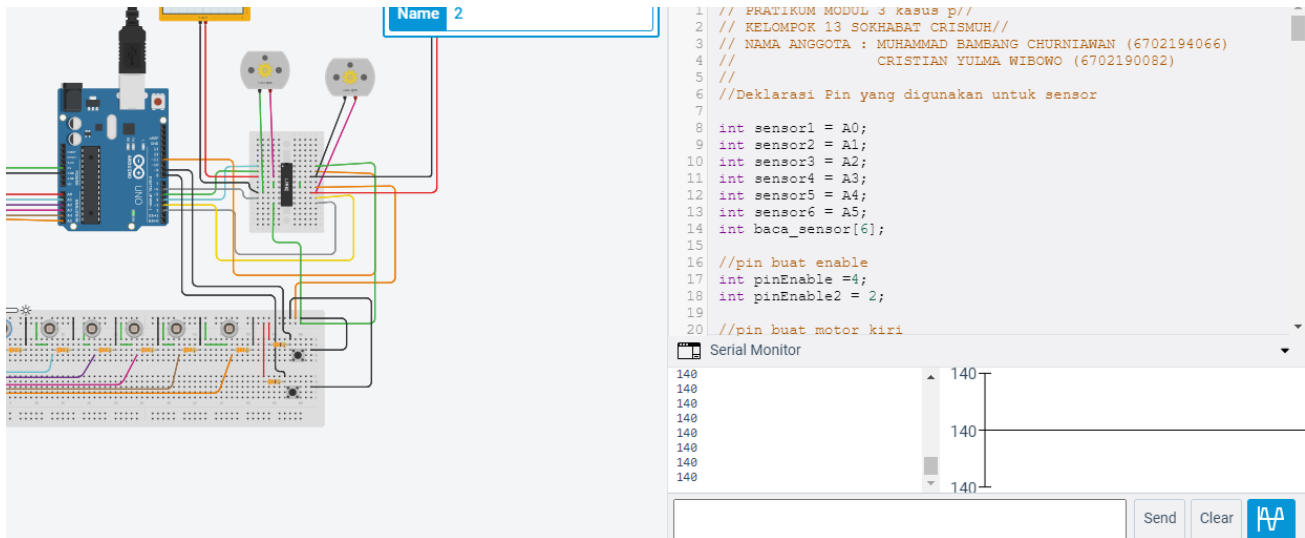 Name 2
1 // PRATIKUM MODUL 3 kasus p//
2 // KELOMPOK 13 SOKHABAT CRISMUH//
3 // NAMA ANGGOTA : MUHAMMAD BAMBANG CHURNIAWAN (6702194066)
4 // CRISTIAN YULMA WIBOWO (6702190082)
5 //
6 //Deklarasi Pin yang digunakan untuk sensor
7
8 int sensor1 = A0;
9 int sensor2 = A1;
10 int sensor3 = A2;
11 int sensor4 = A3;
12 int sensor5 = A4;
13 int sensor6 = A5;
14 int baca_sensor[6];
15
16 //pin buat enable
17 int pinEnable =4;
18 int pinEnable2 = 2;
19
20 //pin buat motor kiri
Serial Monitor
140
140
140
140
140
140
140
140
140
140
140
Send
Clear
UNO
ARDUINO